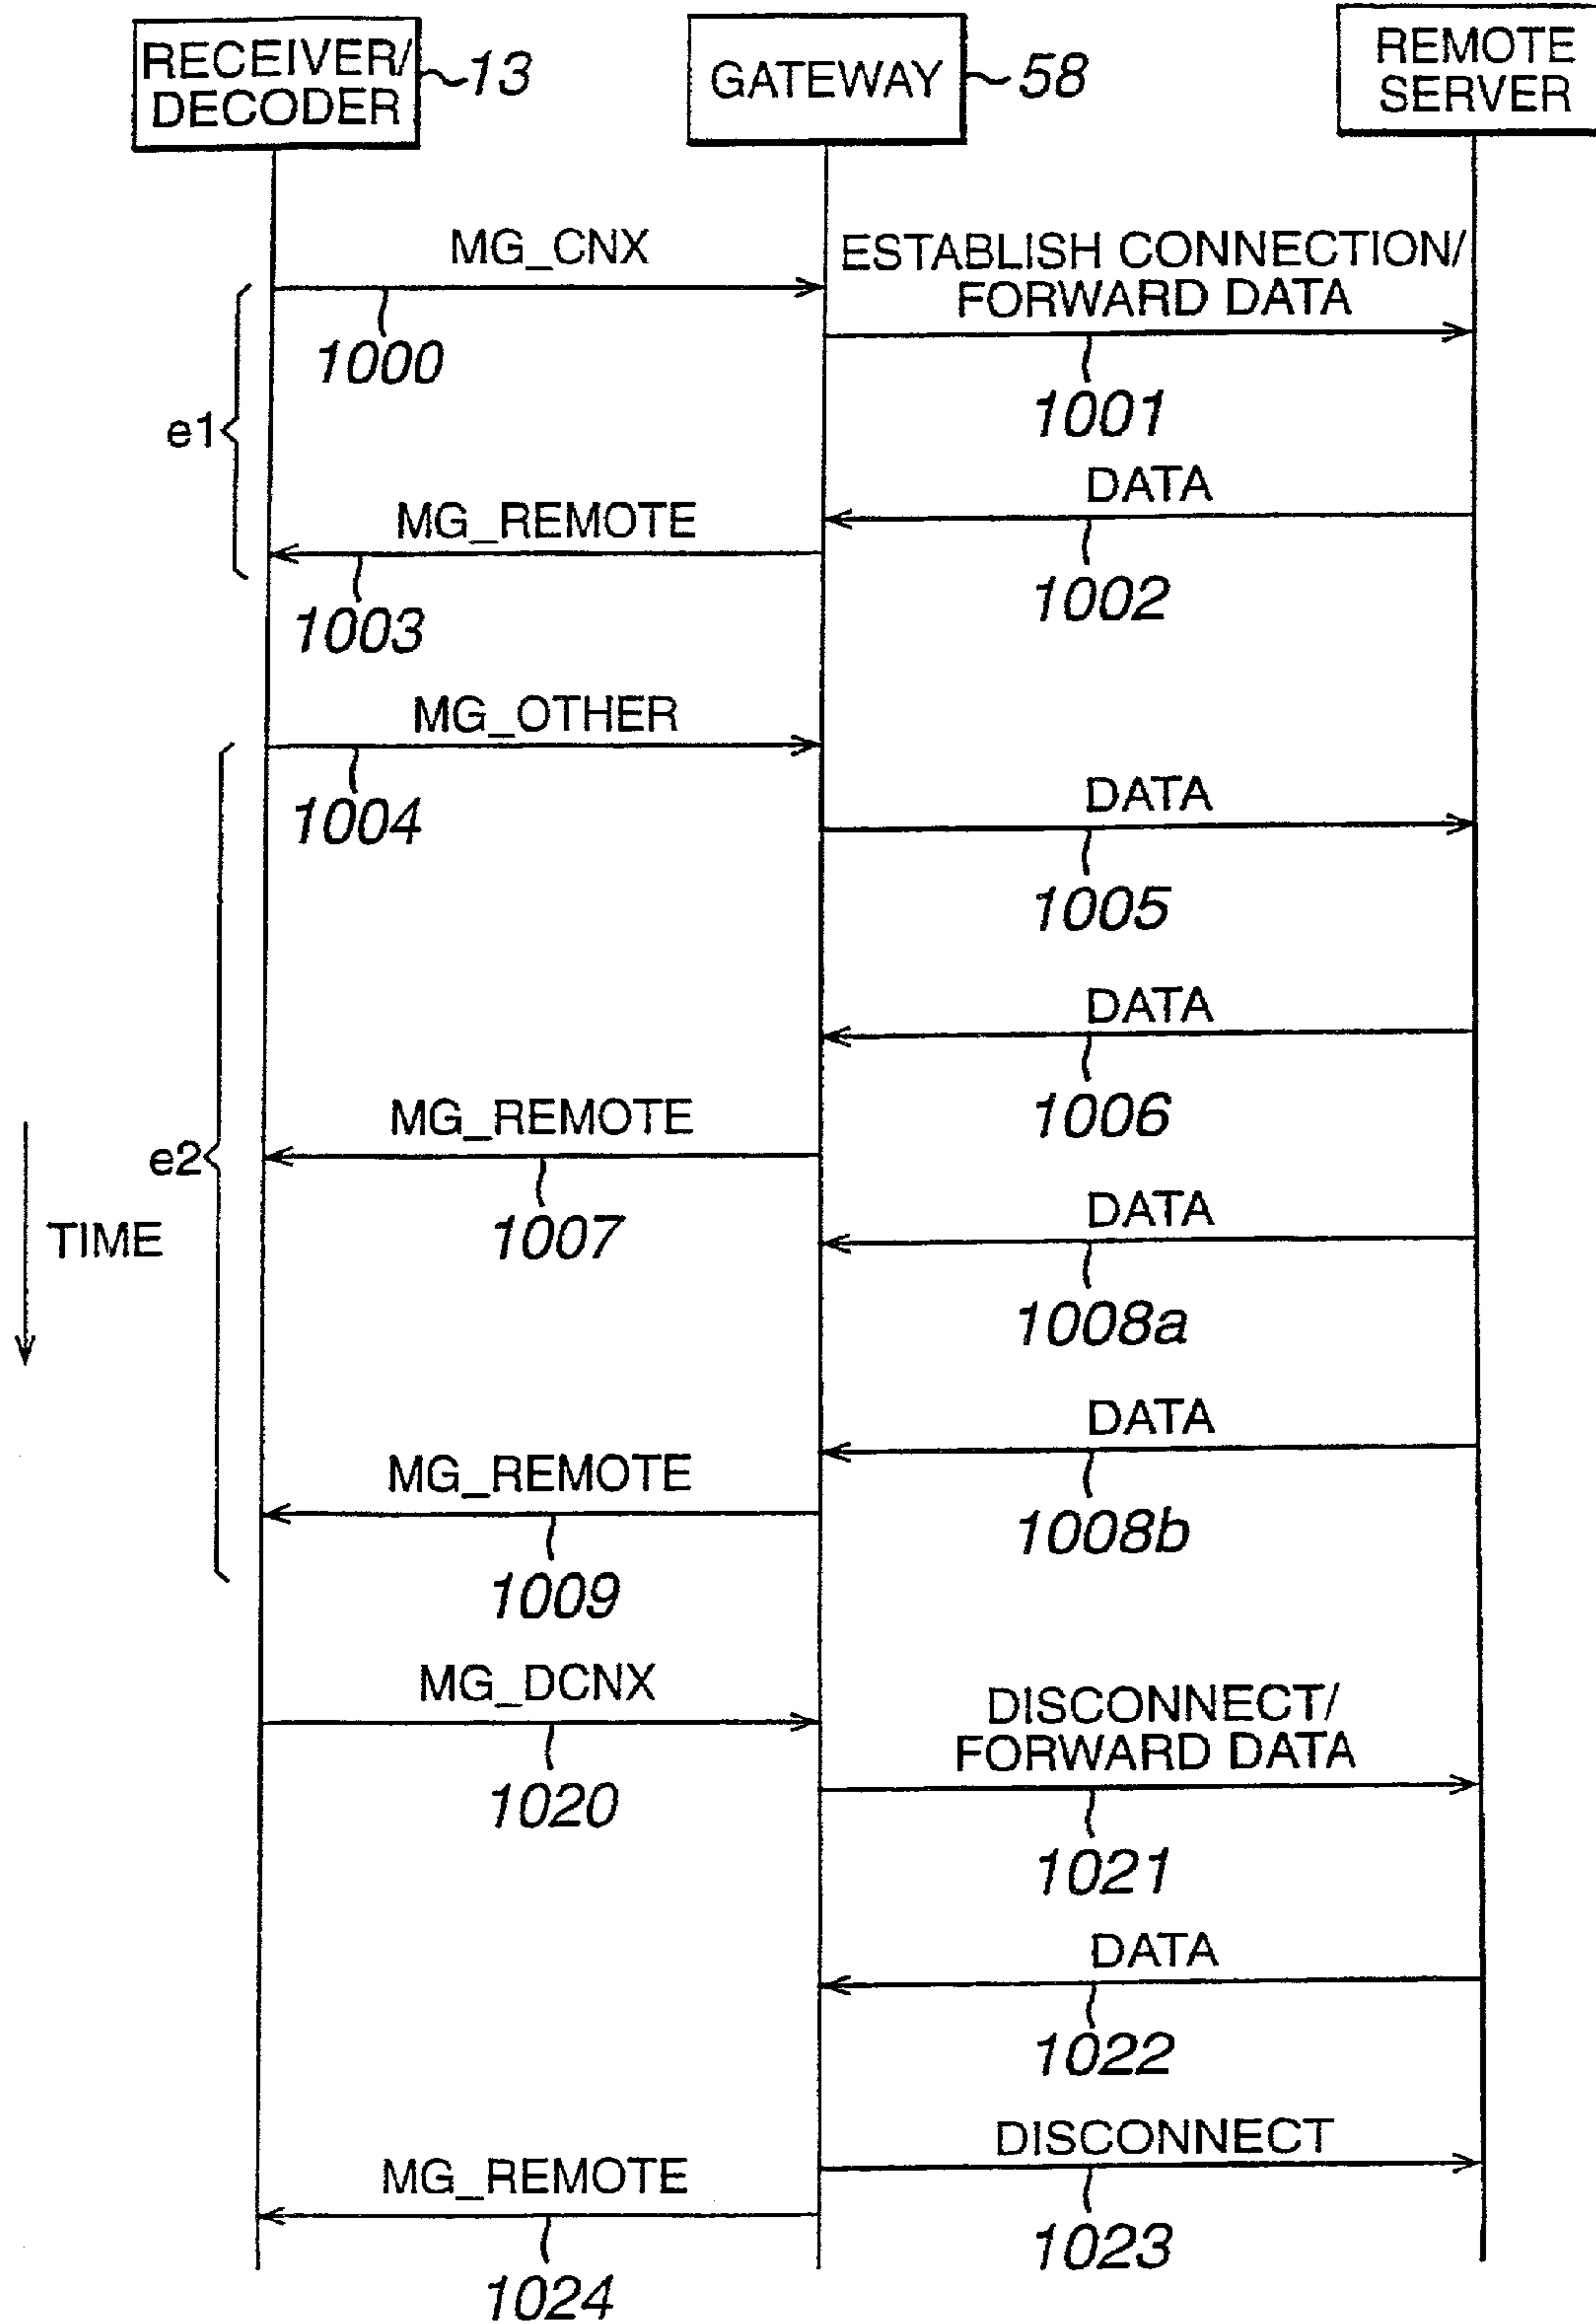 RECEIVER/
DECODER
13
GATEWAY
58
REMOTE
SERVER
MG_CNX
1000
ESTABLISH CONNECTION/
FORWARD DATA
1001
e1
DATA
1002
MG_REMOTE
1003
MG_OTHER
1004
DATA
1005
DATA
1006
MG_REMOTE
1007
e2
TIME
DATA
1008a
DATA
1008b
MG_REMOTE
1009
MG_DCNX
1020
DISCONNECT/
FORWARD DATA
1021
DATA
1022
DISCONNECT
1023
MG_REMOTE
1024